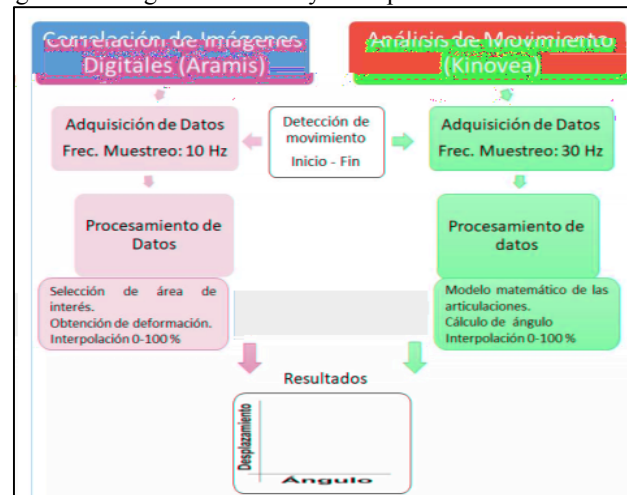 Correlación de Imágenes
Digitales (Aramis)
Análisis de Movimiento
(Kinovea)
Adquisición de Datos
Frec. Muestreo: 10 Hz
Detección de
movimiento
Inicio - Fin
Adquisición de Datos
Frec. Muestreo: 30 Hz
Procesamiento de
Datos
Procesamiento de
datos
Selección de área de
interés.
Obtención de deformación.
Interpolación 0-100 %
Modelo matemático de las
articulaciones.
Cálculo de ángulo
Interpolación 0-100 %
Resultados
Desplazamiento
Ángulo